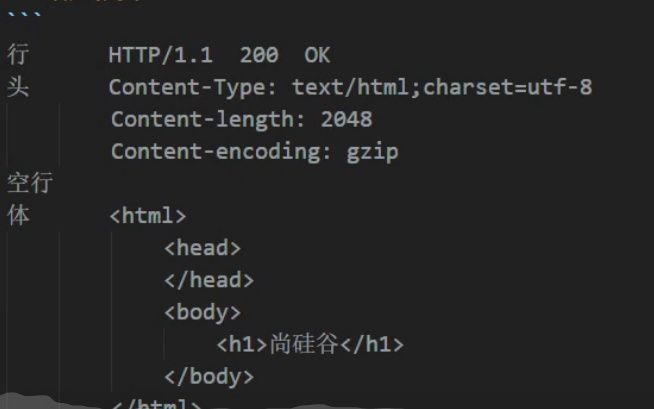 ```
行      HTTP/1.1  200  OK
头      Content-Type: text/html;charset=utf-8
        Content-length: 2048
        Content-encoding: gzip
空行
体      <html>
            <head>
            </head>
            <body>
                <h1>尚硅谷</h1>
            </body>
        </html>